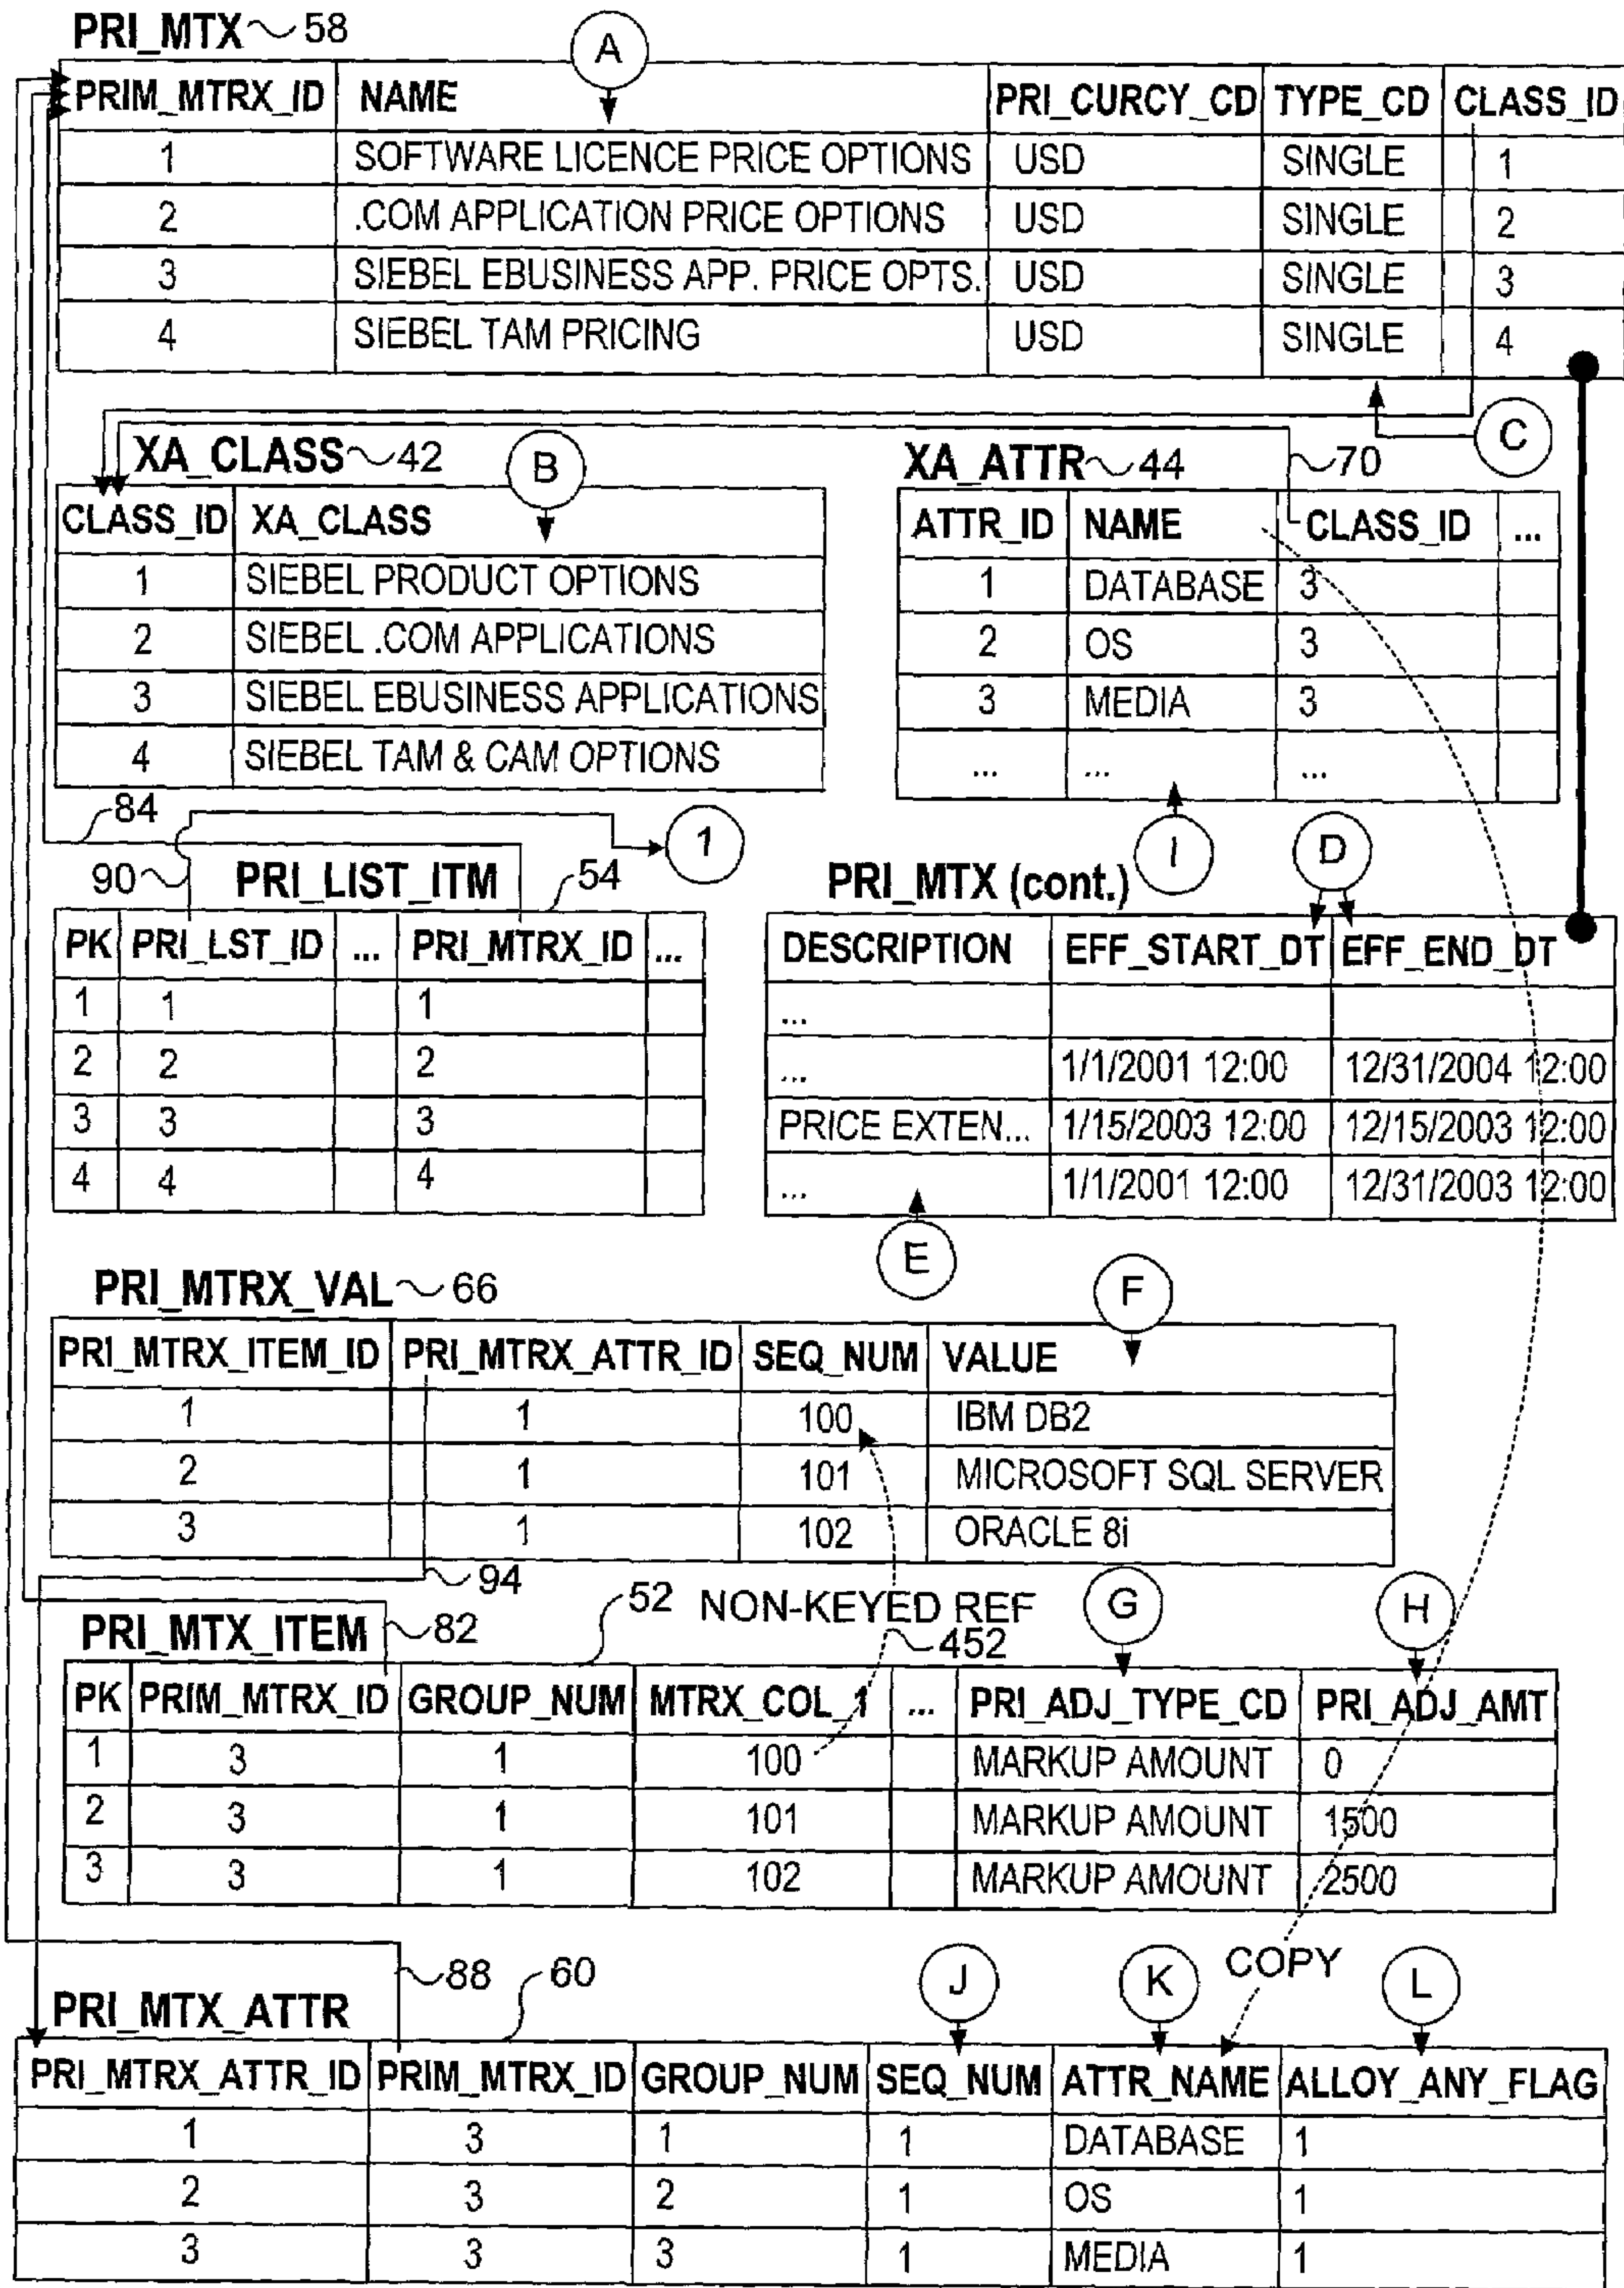 PRI_MTX 58
A
PRIM_MTRX_ID NAME PRI_CURCY_CD TYPE_CD CLASS_ID
1 SOFTWARE LICENCE PRICE OPTIONS USD SINGLE 1
2 .COM APPLICATION PRICE OPTIONS USD SINGLE 2
3 SIEBEL EBUSINESS APP. PRICE OPTS. USD SINGLE 3
4 SIEBEL TAM PRICING USD SINGLE 4
C
XA_CLASS 42
B
CLASS_ID XA_CLASS
1 SIEBEL PRODUCT OPTIONS
2 SIEBEL .COM APPLICATIONS
3 SIEBEL EBUSINESS APPLICATIONS
4 SIEBEL TAM & CAM OPTIONS
XA_ATTR 44
70
ATTR_ID NAME CLASS_ID ...
1 DATABASE 3
2 OS 3
3 MEDIA 3
... ... ...
I
84
1
90
PRI_LIST_ITM 54
PK PRI_LST_ID ... PRI_MTRX_ID ...
1 1 1
2 2 2
3 3 3
4 4 4
PRI_MTX (cont.)
D
DESCRIPTION EFF_START_DT EFF_END_DT
...
... 1/1/2001 12:00 12/31/2004 12:00
PRICE EXTEN... 1/15/2003 12:00 12/15/2003 12:00
... 1/1/2001 12:00 12/31/2003 12:00
E
PRI_MTRX_VAL 66
F
PRI_MTRX_ITEM_ID PRI_MTRX_ATTR_ID SEQ_NUM VALUE
1 1 100 IBM DB2
2 1 101 MICROSOFT SQL SERVER
3 1 102 ORACLE 8i
94
PRI_MTX_ITEM 82
52
NON-KEYED REF
452
G
H
PK PRIM_MTRX_ID GROUP_NUM MTRX_COL_1 ... PRI_ADJ_TYPE_CD PRI_ADJ_AMT
1 3 1 100 MARKUP AMOUNT 0
2 3 1 101 MARKUP AMOUNT 1500
3 3 1 102 MARKUP AMOUNT 2500
88
60
J
K
COPY
L
PRI_MTX_ATTR
PRI_MTRX_ATTR_ID PRIM_MTRX_ID GROUP_NUM SEQ_NUM ATTR_NAME ALLOY_ANY_FLAG
1 3 1 1 DATABASE 1
2 3 2 1 OS 1
3 3 3 1 MEDIA 1